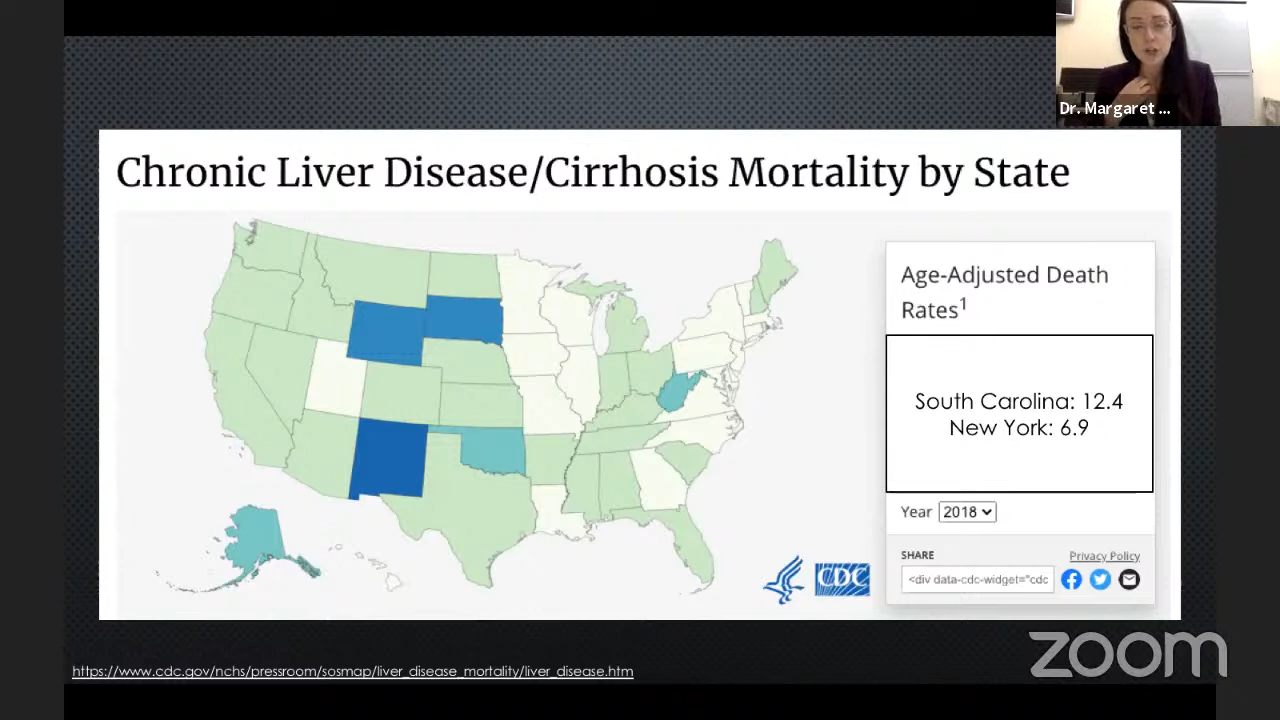 Dr. Margaret ...
Chronic Liver Disease/Cirrhosis Mortality by State
Age-Adjusted Death
Rates1
South Carolina: 12.4
New York: 6.9
Year 2018
SHARE
Privacy Policy
<div data-cdc-widget="cdc
CDC
zoom
https://www.cdc.gov/nchs/pressroom/sosmap/liver_disease_mortality/liver_disease.htm